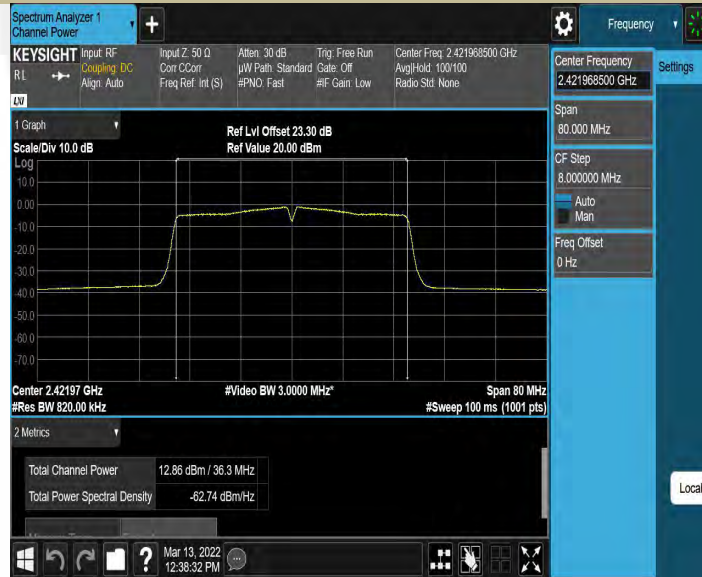 Spectrum Analyzer 1
Channel Power
Frequency
KEYSIGHT
R L
LXI
Input: RF
Coupling: DC
Align: Auto
Input Z: 50 Ω
Corr CCorr
Freq Ref: Int (S)
Atten: 30 dB
µW Path: Standard
#PNO: Fast
Trig: Free Run
Gate: Off
#IF Gain: Low
Center Freq: 2.421968500 GHz
Avg|Hold: 100/100
Radio Std: None
Center Frequency
2.421968500 GHz
Settings
Span
80.000 MHz
CF Step
8.000000 MHz
Auto
Man
Freq Offset
0 Hz
1 Graph
Scale/Div 10.0 dB
Ref Lvl Offset 23.30 dB
Ref Value 20.00 dBm
Log
10.0
0.00
-10.0
-20.0
-30.0
-40.0
-50.0
-60.0
-70.0
Center 2.42197 GHz
#Video BW 3.0000 MHz*
Span 80 MHz
#Res BW 820.00 kHz
#Sweep 100 ms (1001 pts)
2 Metrics
Total Channel Power 12.86 dBm / 36.3 MHz
Total Power Spectral Density -62.74 dBm/Hz
Local
Mar 13, 2022
12:38:32 PM